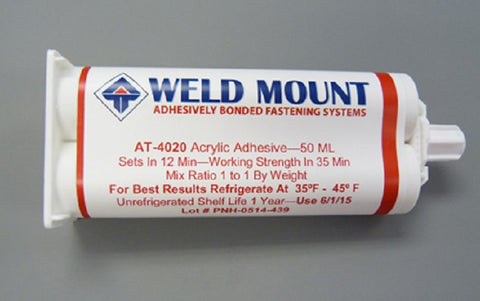 WELD MOUNT
ADHESIVELY BONDED FASTENING SYSTEMS
AT-4020 Acrylic Adhesive—50 ML
Sets In 12 Min—Working Strength In 35 Min
Mix Ratio 1 to 1 By Weight
For Best Results Refrigerate At 35ºF - 45º F
Unrefrigerated Shelf Life 1 Year—Use 6/1/15
Lot # PNH-0514-439